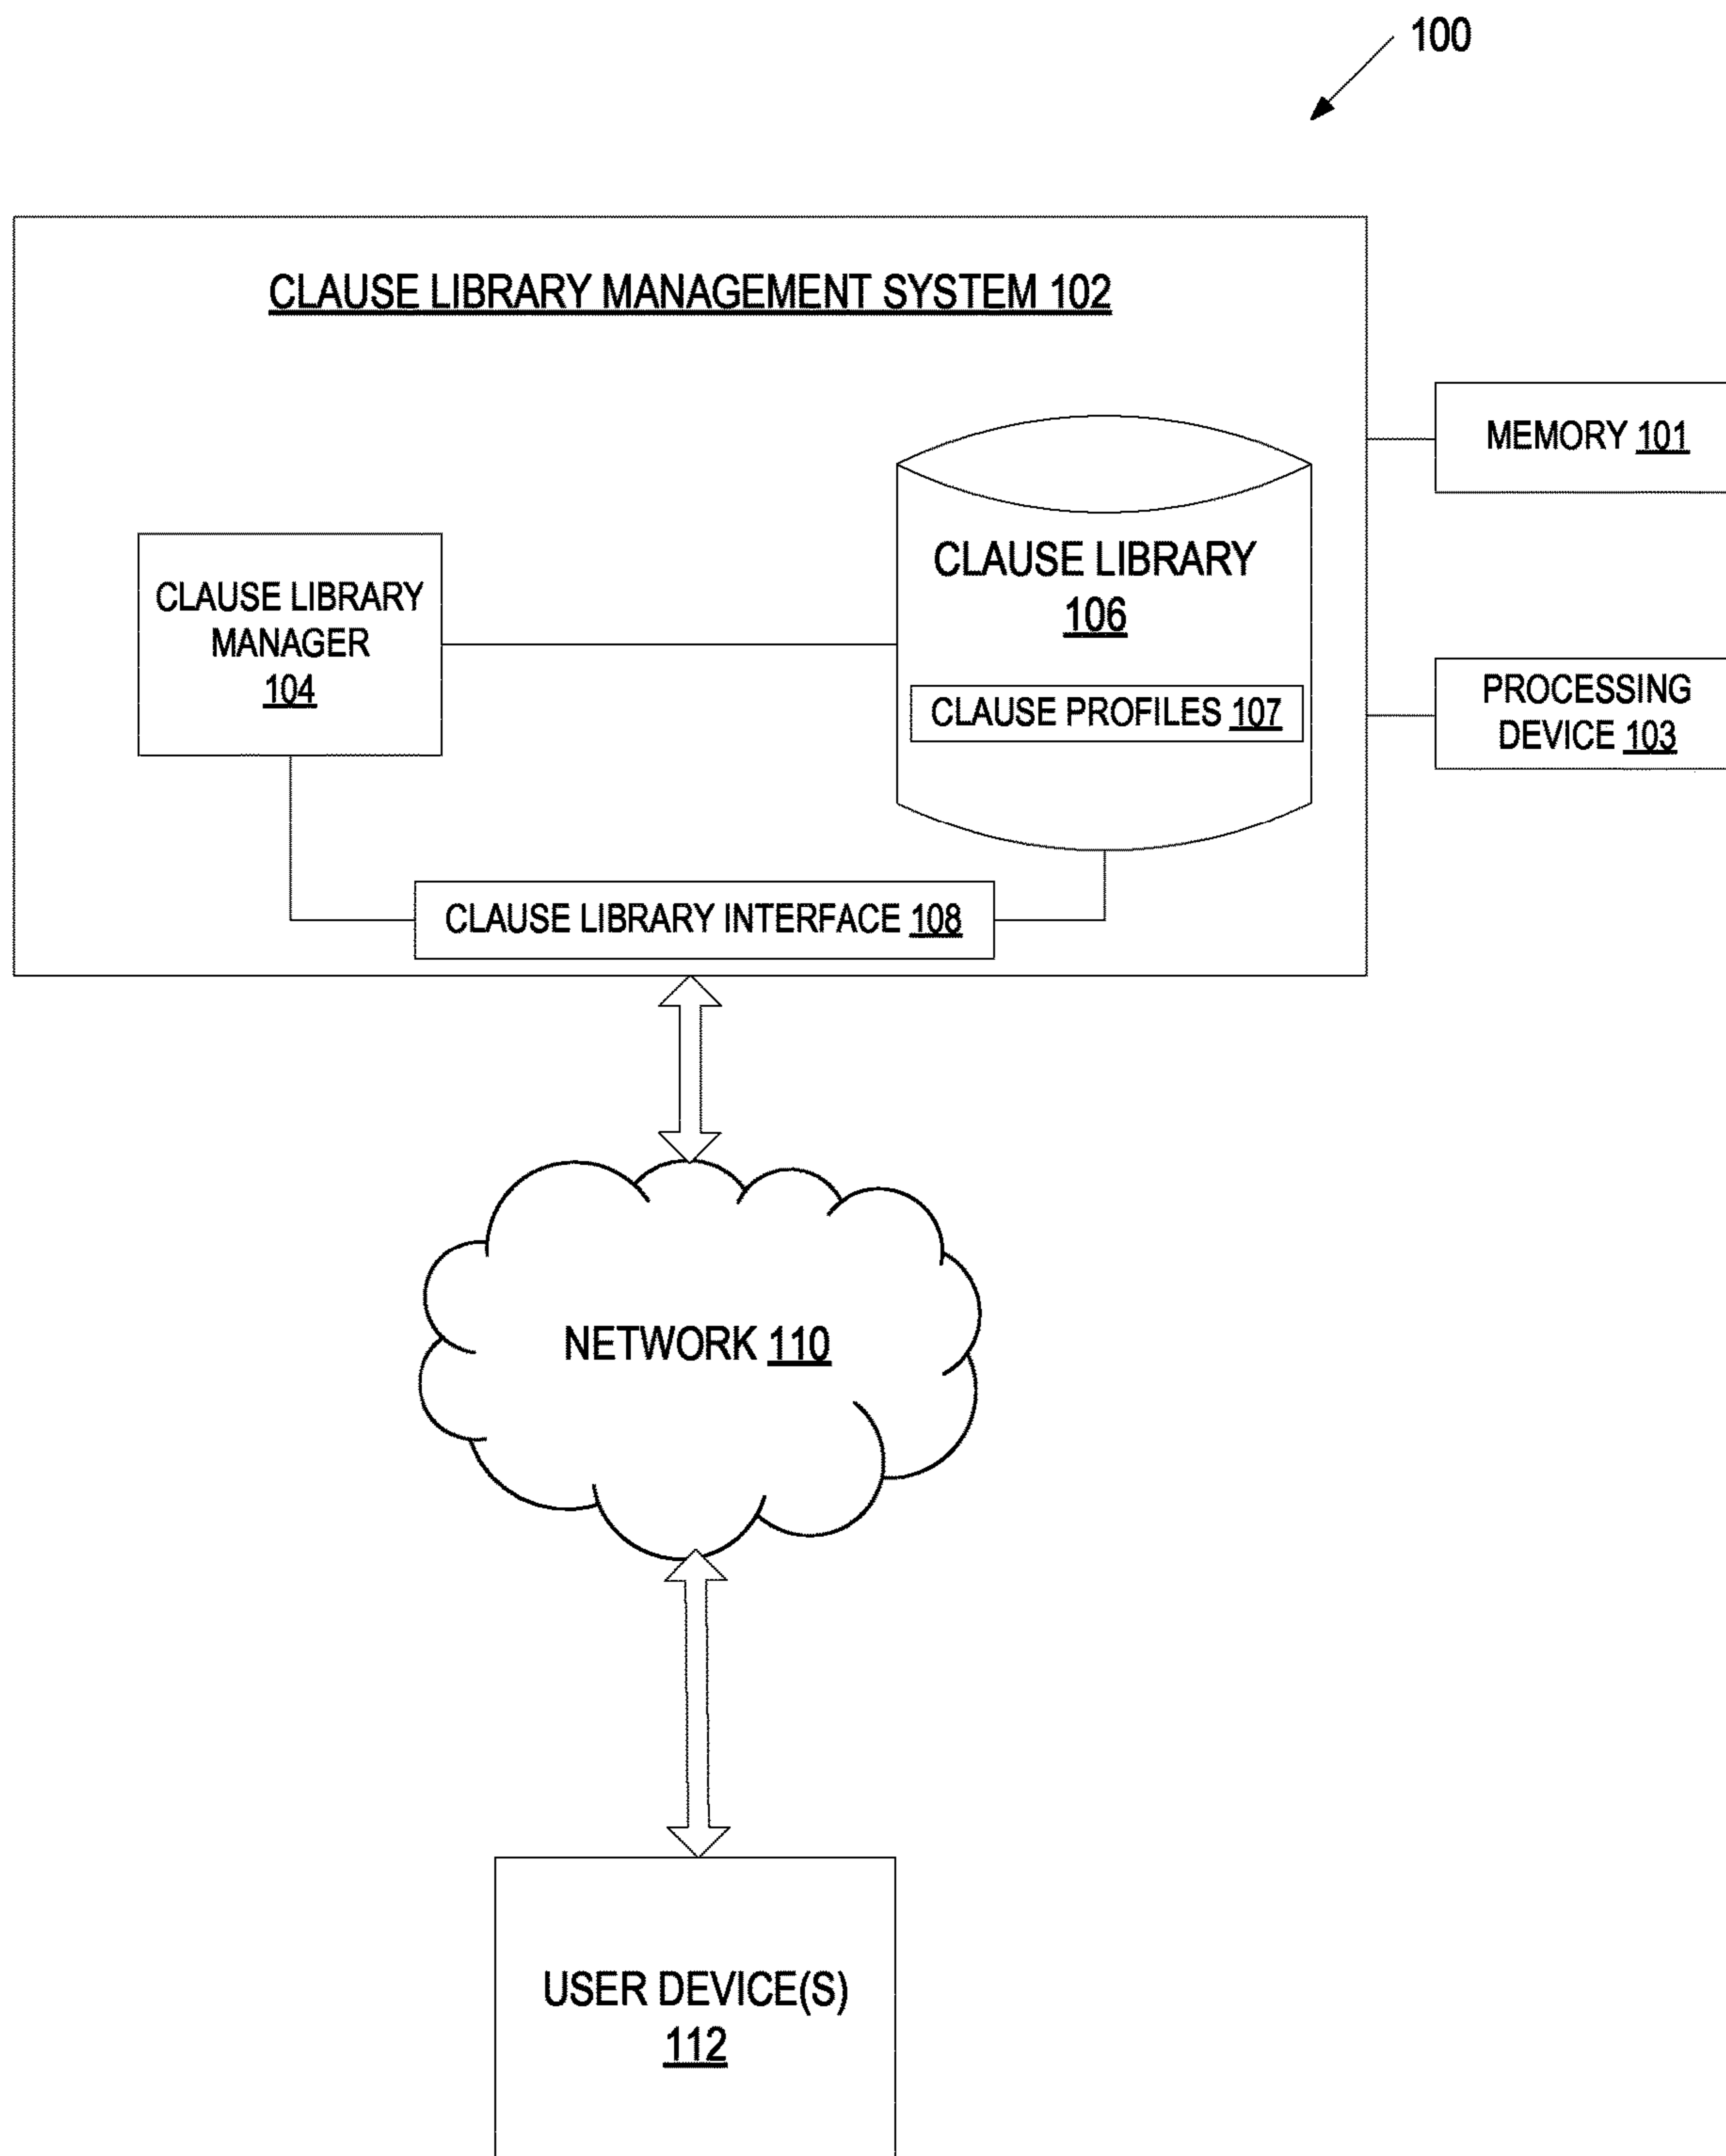 100
CLAUSE LIBRARY MANAGEMENT SYSTEM 102
MEMORY 101
CLAUSE LIBRARY
106
CLAUSE LIBRARY
MANAGER
104
CLAUSE PROFILES 107
PROCESSING
DEVICE 103
CLAUSE LIBRARY INTERFACE 108
NETWORK 110
USER DEVICE(S)
112